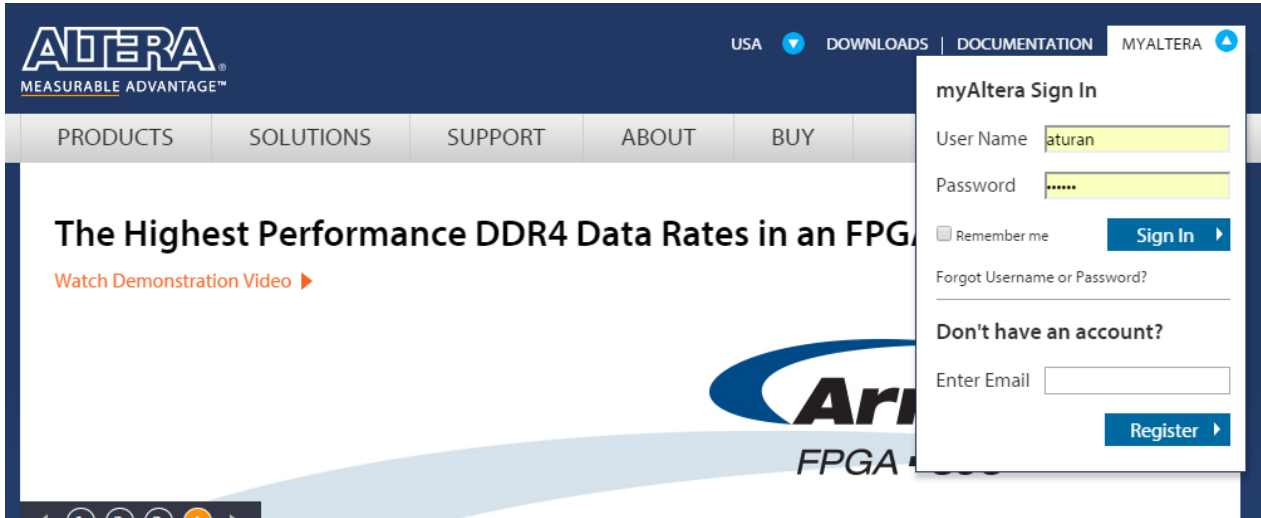 ALTERA®
MEASURABLE ADVANTAGE™
USA
DOWNLOADS | DOCUMENTATION
MYALTERA
PRODUCTS
SOLUTIONS
SUPPORT
ABOUT
BUY
The Highest Performance DDR4 Data Rates in an FPGA
Watch Demonstration Video
Arr
FPGA
myAltera Sign In
User Name
aturan
Password
••••••
Remember me
Sign In
Forgot Username or Password?
Don't have an account?
Enter Email
Register